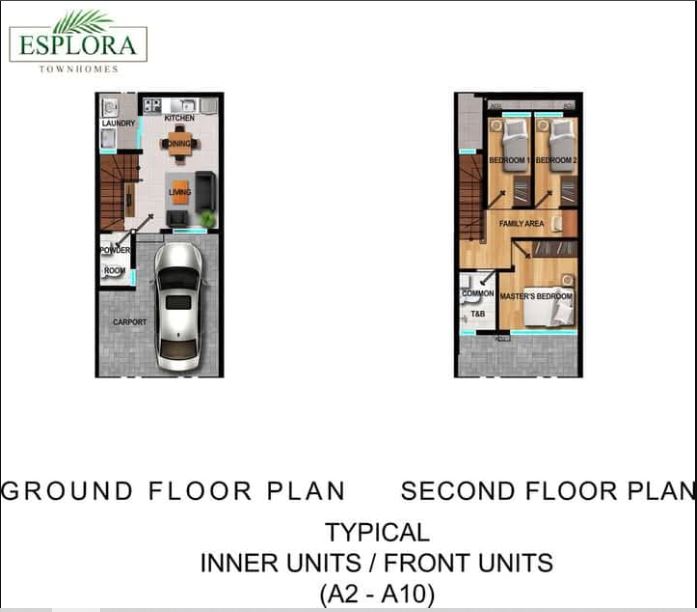 ESPLORA
TOWNHOMES
LAUNDRY
KITCHEN
DINING
LIVING
POWDER
ROOM
CARPORT
BEDROOM 1
BEDROOM 2
FAMILY AREA
COMMON
T&B
MASTER'S BEDROOM
GROUND FLOOR PLAN
SECOND FLOOR PLAN
TYPICAL
INNER UNITS / FRONT UNITS
(A2 - A10)